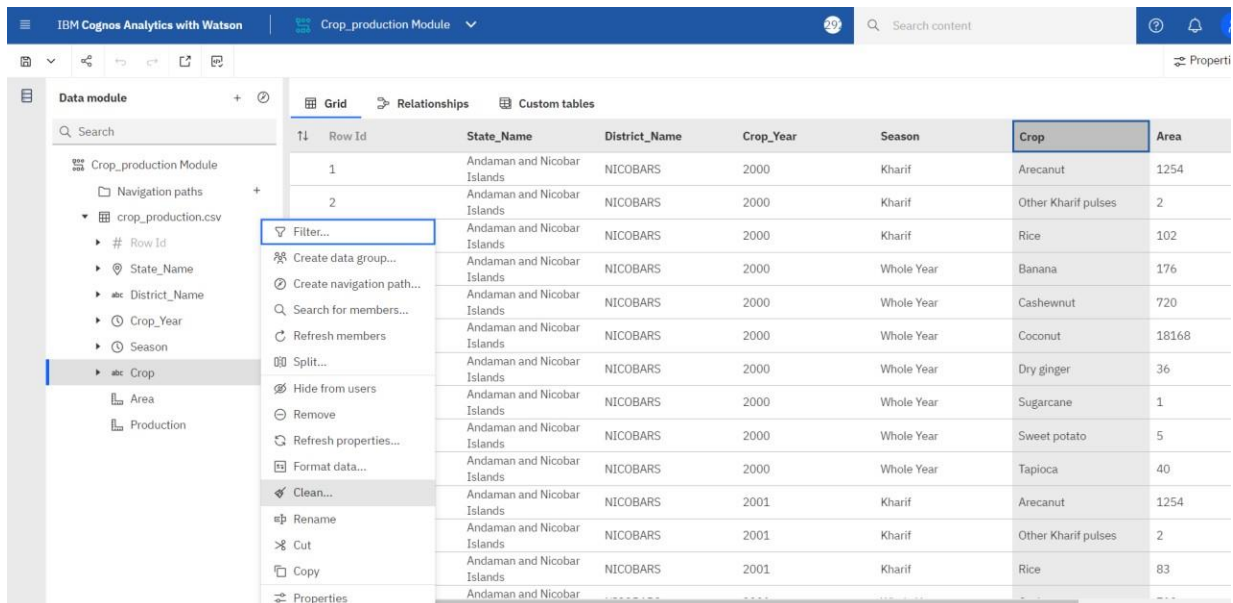 IBM Cognos Analytics with Watson
Crop_production Module
Search content
Data module
Search
Crop_production Module
Navigation paths
crop_production.csv
# Row Id
State_Name
abc District_Name
Crop_Year
Season
abc Crop
Area
Production
Filter...
Create data group...
Create navigation path...
Search for members...
Refresh members
Split...
Hide from users
Remove
Refresh properties...
Format data...
Clean...
Rename
Cut
Copy
Properties
Grid Relationships Custom tables
Row Id State_Name District_Name Crop_Year Season Crop Area
1 Andaman and Nicobar Islands NICOBARS 2000 Kharif Arecanut 1254
2 Andaman and Nicobar Islands NICOBARS 2000 Kharif Other Kharif pulses 2
Andaman and Nicobar Islands NICOBARS 2000 Kharif Rice 102
Andaman and Nicobar Islands NICOBARS 2000 Whole Year Banana 176
Andaman and Nicobar Islands NICOBARS 2000 Whole Year Cashewnut 720
Andaman and Nicobar Islands NICOBARS 2000 Whole Year Coconut 18168
Andaman and Nicobar Islands NICOBARS 2000 Whole Year Dry ginger 36
Andaman and Nicobar Islands NICOBARS 2000 Whole Year Sugarcane 1
Andaman and Nicobar Islands NICOBARS 2000 Whole Year Sweet potato 5
Andaman and Nicobar Islands NICOBARS 2000 Whole Year Tapioca 40
Andaman and Nicobar Islands NICOBARS 2001 Kharif Arecanut 1254
Andaman and Nicobar Islands NICOBARS 2001 Kharif Other Kharif pulses 2
Andaman and Nicobar Islands NICOBARS 2001 Kharif Rice 83
Andaman and Nicobar